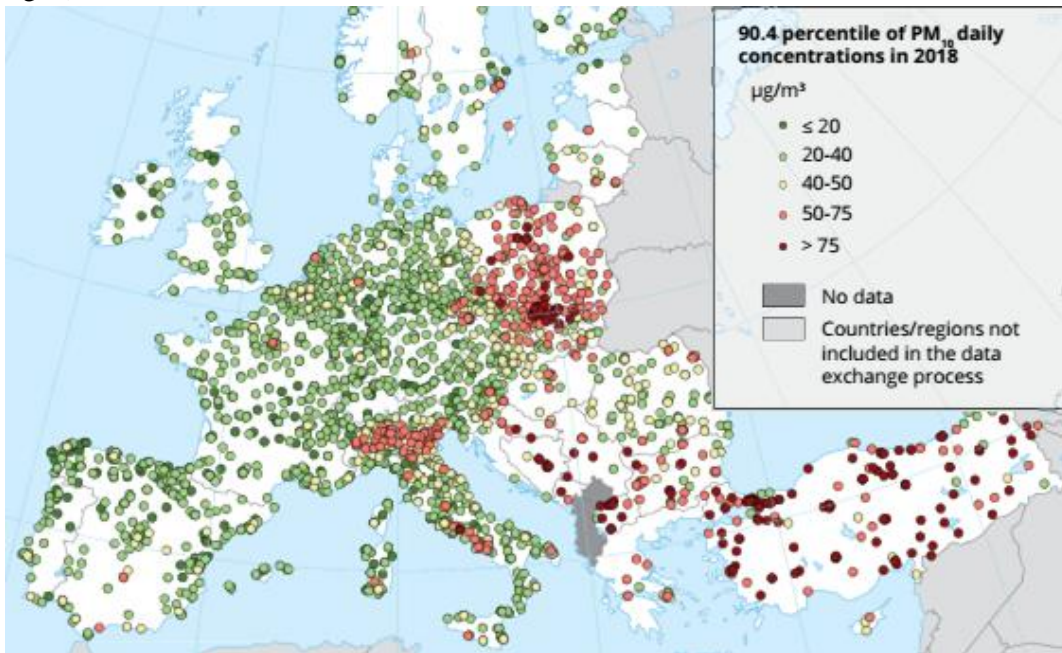 90.4 percentile of PM₁₀ daily
concentrations in 2018
µg/m³
≤ 20
20-40
40-50
50-75
> 75
No data
Countries/regions not
included in the data
exchange process